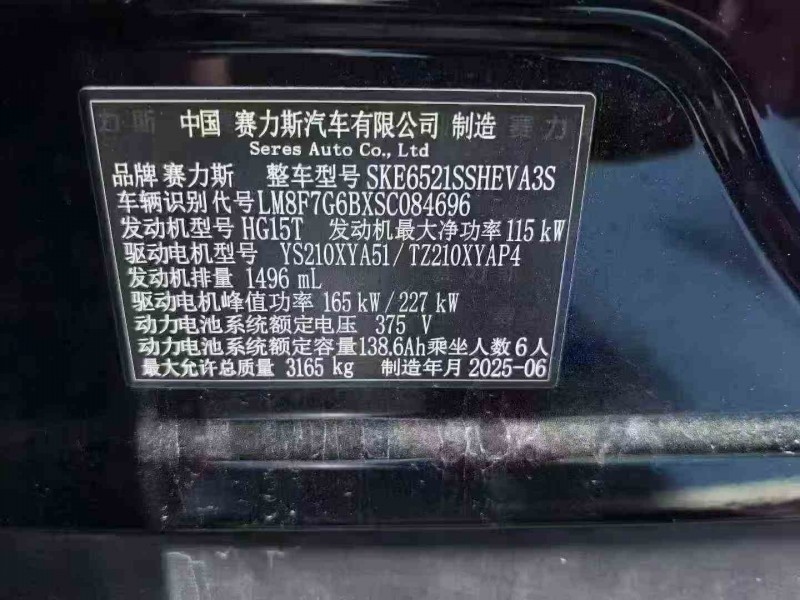 中国 赛力斯汽车有限公司 制造
Seres Auto Co., Ltd
品牌 赛力斯 整车型号 SKE6521SSHEVA3S
车辆识别代号 LM8F7G6BXSC084696
发动机型号 HG15T 发动机最大净功率 115 kW
驱动电机型号 YS210XYA51 / TZ210XYAP4
发动机排量 1496 mL
驱动电机峰值功率 165 kW / 227 kW
动力电池系统额定电压 375 V
动力电池系统额定容量 138.6Ah 乘坐人数 6 人
最大允许总质量 3165 kg 制造年月 2025-06